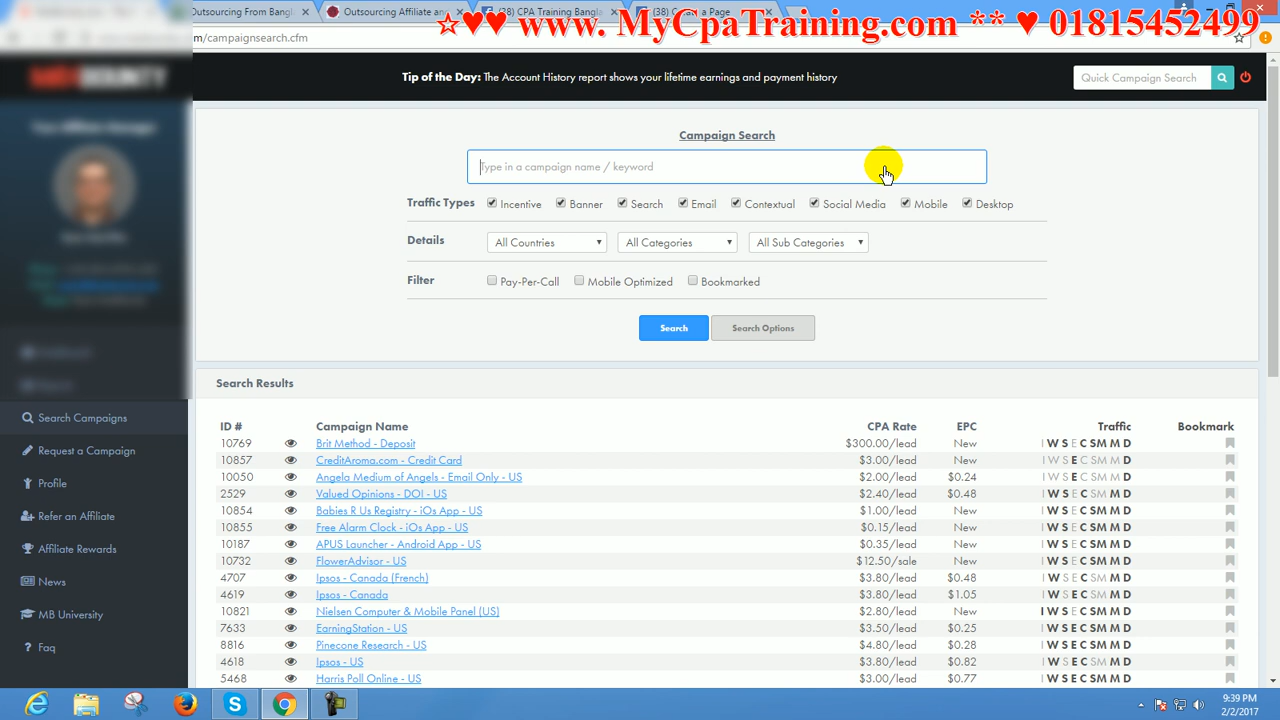 Outsourcing From Bangl
Outsourcing Affiliate and
(38) CPA Training Bangla
(38) Create a Page
☆♥♥ www. MyCpaTraining.com ** ♥ 01815452499
m/campaignsearch.cfm
Tip of the Day: The Account History report shows your lifetime earnings and payment history
Quick Campaign Search
Campaign Search
Type in a campaign name / keyword
Traffic Types Incentive Banner Search Email Contextual Social Media Mobile Desktop
Details All Countries All Categories All Sub Categories
Filter Pay-Per-Call Mobile Optimized Bookmarked
Search Search Options
Search Campaigns
Request a Campaign
Profile
Refer an Affiliate
Affiliate Rewards
News
MB University
Faq
Search Results
ID # Campaign Name CPA Rate EPC Traffic Bookmark
10769 Brit Method - Deposit $300.00/lead New I W S E C SM M D
10857 CreditAroma.com - Credit Card $3.00/lead New I W S E C SM M D
10050 Angela Medium of Angels - Email Only - US $2.00/lead $0.24 I W S E C SM M D
2529 Valued Opinions - DOI - US $2.40/lead $0.48 I W S E C SM M D
10854 Babies R Us Registry - iOs App - US $1.00/lead New I W S E C SM M D
10855 Free Alarm Clock - iOs App - US $0.15/lead New I W S E C SM M D
10187 APUS Launcher - Android App - US $0.35/lead New I W S E C SM M D
10732 FlowerAdvisor - US $12.50/sale New I W S E C SM M D
4707 Ipsos - Canada (French) $3.80/lead $0.48 I W S E C SM M D
4619 Ipsos - Canada $3.80/lead $1.05 I W S E C SM M D
10821 Nielsen Computer & Mobile Panel (US) $2.80/lead New I W S E C SM M D
7633 EarningStation - US $3.50/lead $0.25 I W S E C SM M D
8816 Pinecone Research - US $4.80/lead $0.28 I W S E C SM M D
4618 Ipsos - US $3.80/lead $0.82 I W S E C SM M D
5468 Harris Poll Online - US $3.00/lead $0.77 I W S E C SM M D
9:39 PM
2/2/2017